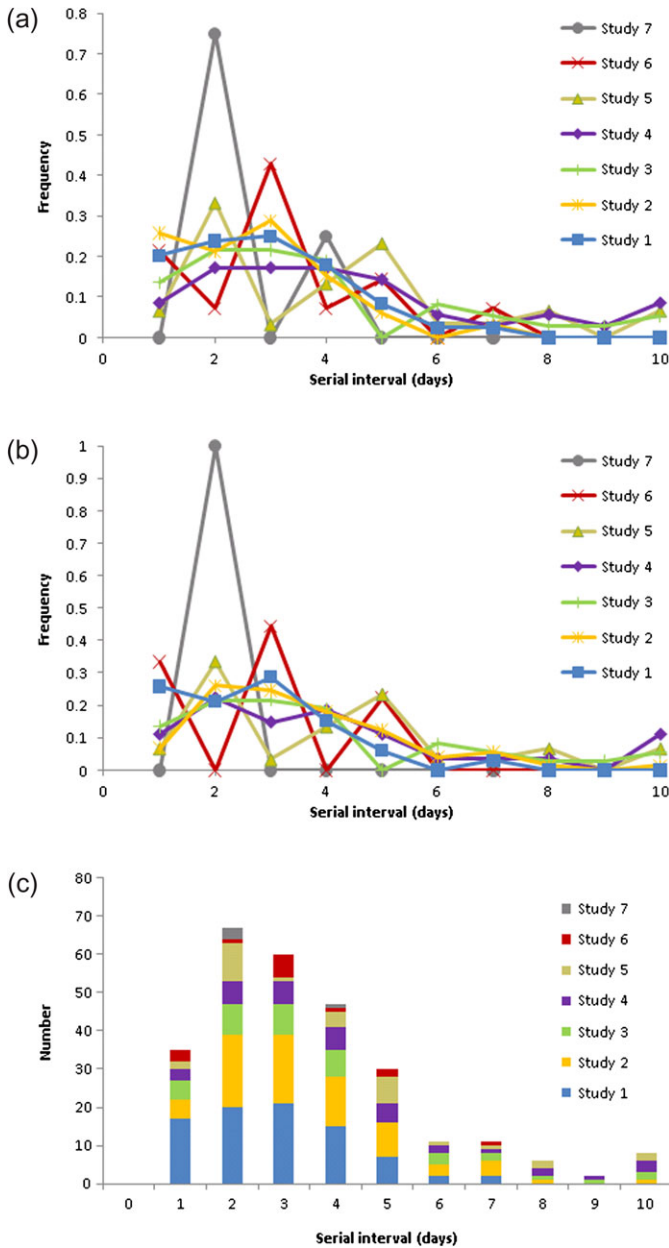 (a)
0.8
0.7
0.6
0.5
0.4
0.3
0.2
0.1
0
Frequency
0 2 4 6 8 10
Serial interval (days)
Study 7
Study 6
Study 5
Study 4
Study 3
Study 2
Study 1
(b)
1
0.9
0.8
0.7
0.6
0.5
0.4
0.3
0.2
0.1
0
Frequency
0 2 4 6 8 10
Serial interval (days)
Study 7
Study 6
Study 5
Study 4
Study 3
Study 2
Study 1
(c)
80
70
60
50
40
30
20
10
0
Number
0 1 2 3 4 5 6 7 8 9 10
Serial interval (days)
Study 7
Study 6
Study 5
Study 4
Study 3
Study 2
Study 1